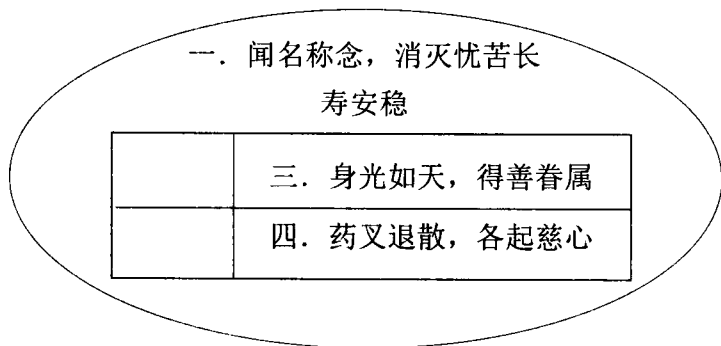 一．闻名称念，消灭忧苦长
寿安稳
三．身光如天，得善眷属
四．药叉退散，各起慈心